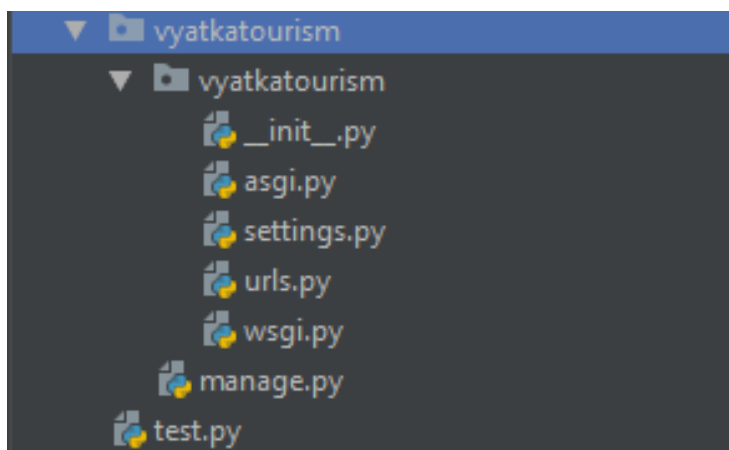 vyatkatourism
vyatkatourism
__init__.py
asgi.py
settings.py
urls.py
wsgi.py
manage.py
test.py